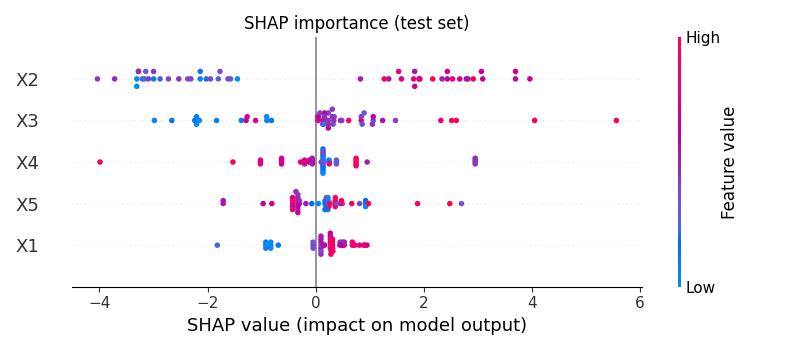 SHAP importance (test set)
High
X2
X3
X4
X5
X1
Feature value
Low
−4
−2
0
2
4
6
SHAP value (impact on model output)